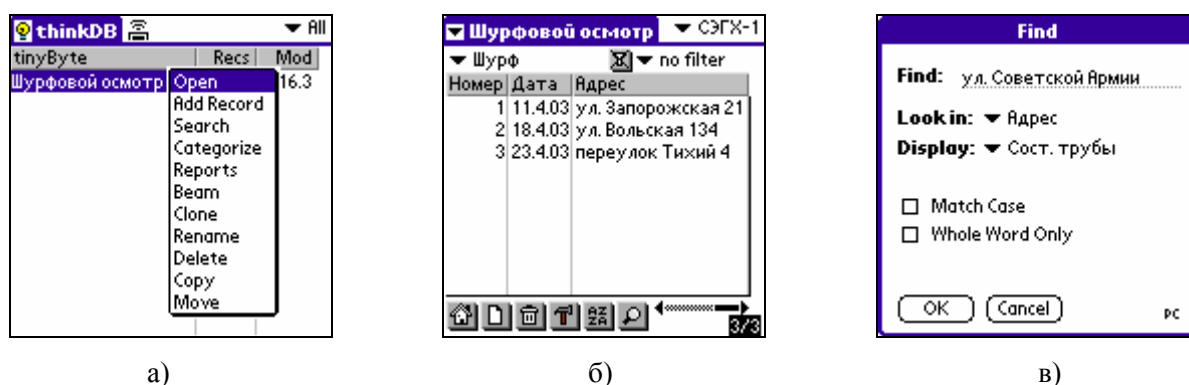 thinkDB All
tinyByte Recs Mod
Шурфовой осмотр 16.3
Open
Add Record
Search
Categorize
Reports
Beam
Clone
Rename
Delete
Copy
Move
а)
Шурфовой осмотр СЭГХ-1
Шурф no filter
Номер Дата Адрес
1 11.4.03 ул. Запорожская 21
2 18.4.03 ул. Вольская 134
3 23.4.03 переулок Тихий 4
AZ
ZA
3/3
б)
Find
Find: ул. Советской Армии
Look in: Адрес
Display: Сост. трубы
Match Case
Whole Word Only
OK Cancel PC
в)